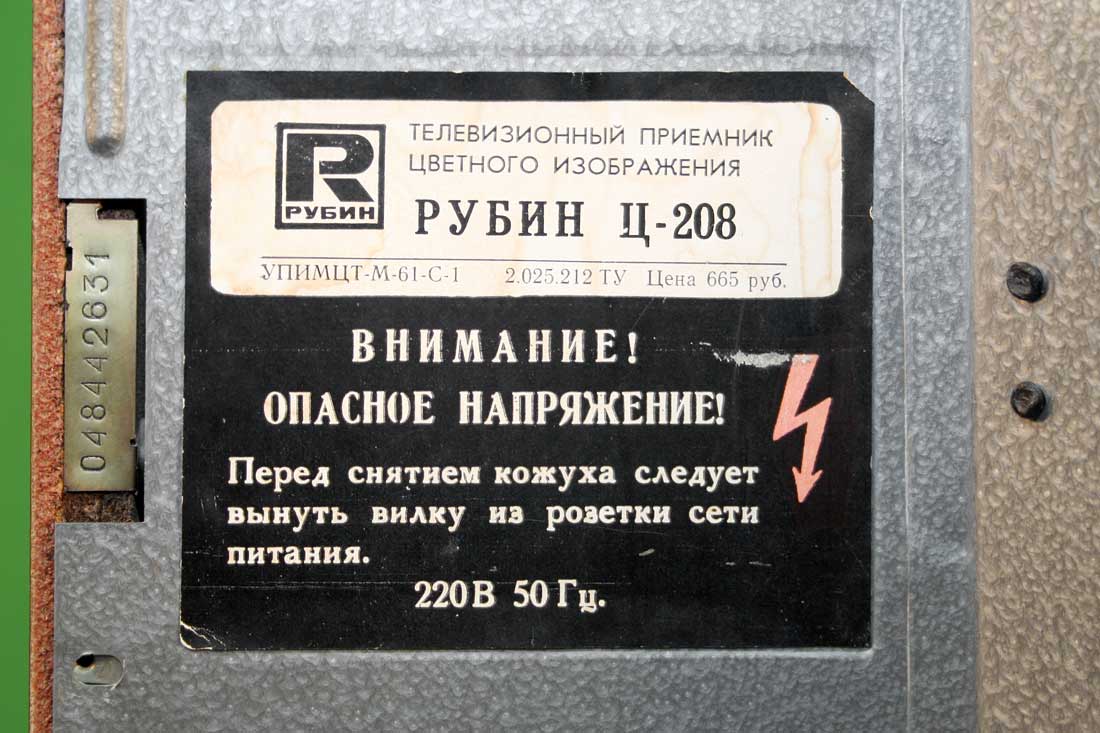 ТЕЛЕВИЗИОННЫЙ ПРИЕМНИК
ЦВЕТНОГО ИЗОБРАЖЕНИЯ
R
РУБИН
РУБИН Ц-208
УПИМЦТ-М-61-С-1 2.025.212 ТУ Цена 665 руб.
ВНИМАНИЕ!
ОПАСНОЕ НАПРЯЖЕНИЕ!
Перед снятием кожуха следует
вынуть вилку из розетки сети
питания.
220В 50Гц.
048442631